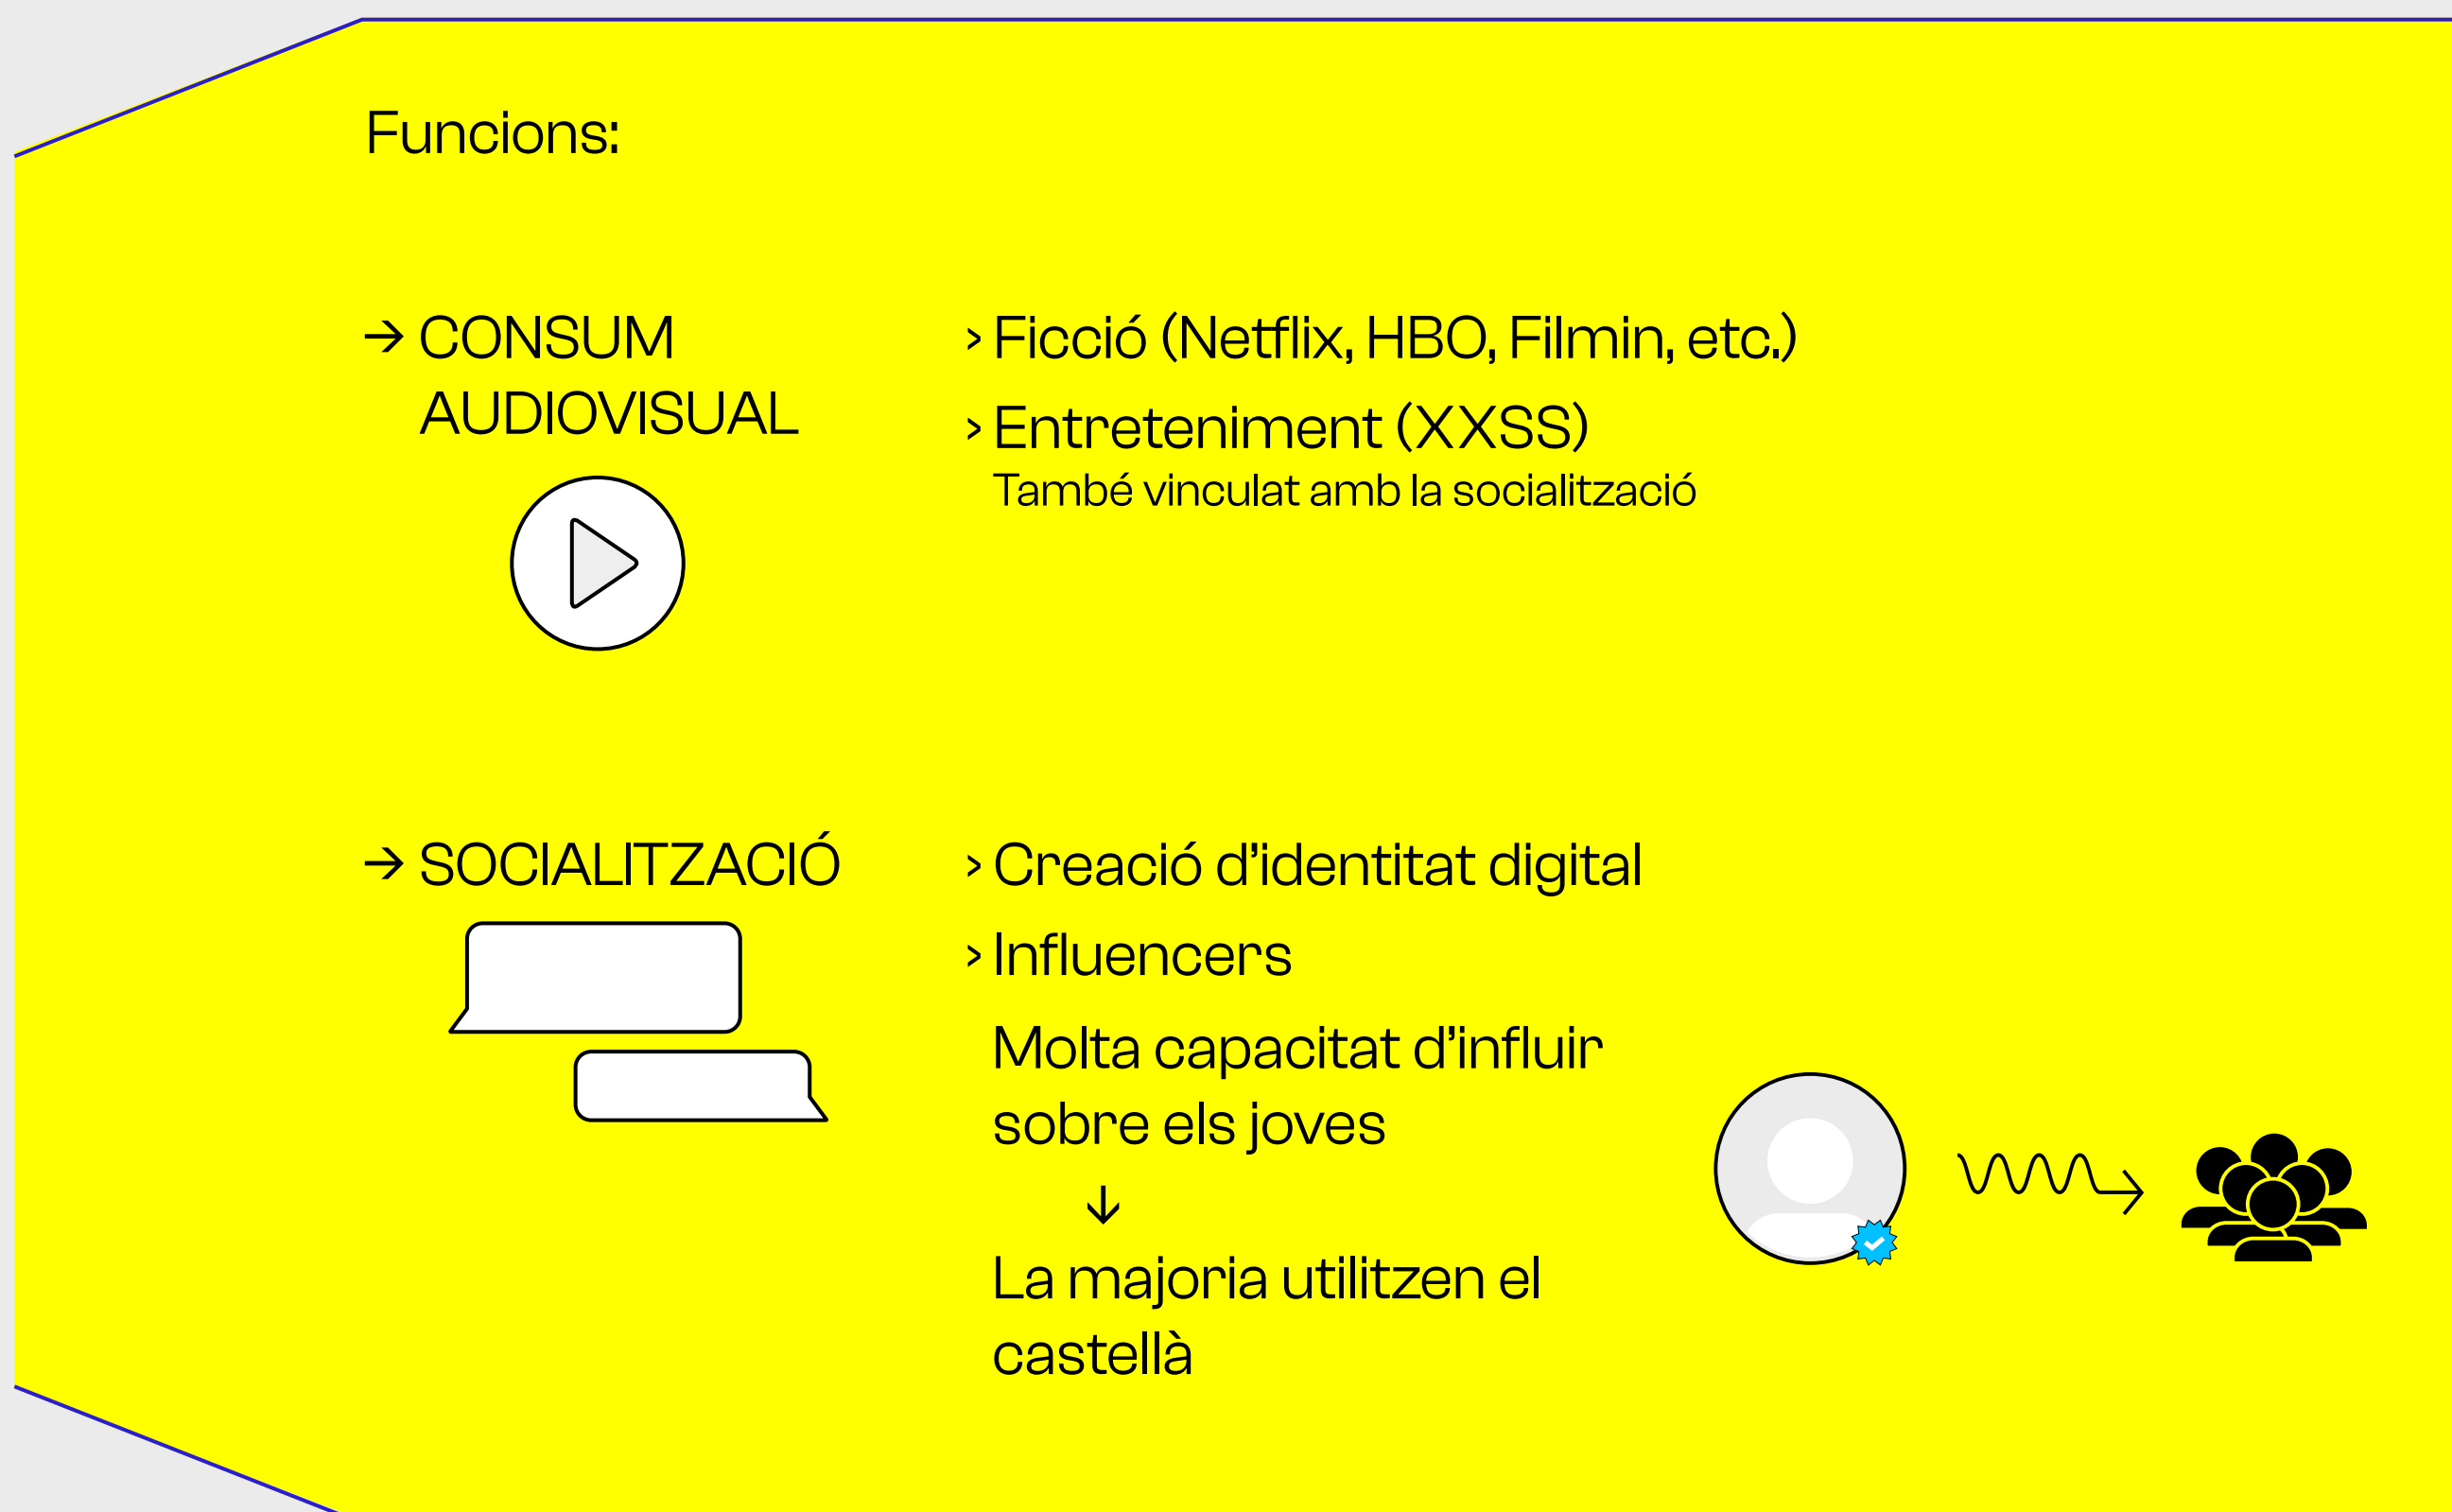 Funcions:
→ CONSUM
AUDIOVISUAL
› Ficció (Netflix, HBO, Filmin, etc.)
› Entreteniment (XXSS)
També vinculat amb la socialització
→ SOCIALITZACIÓ
› Creació d'identitat digital
› Influencers
Molta capacitat d'influir
sobre els joves
↓
La majoria utilitzen el
castellà